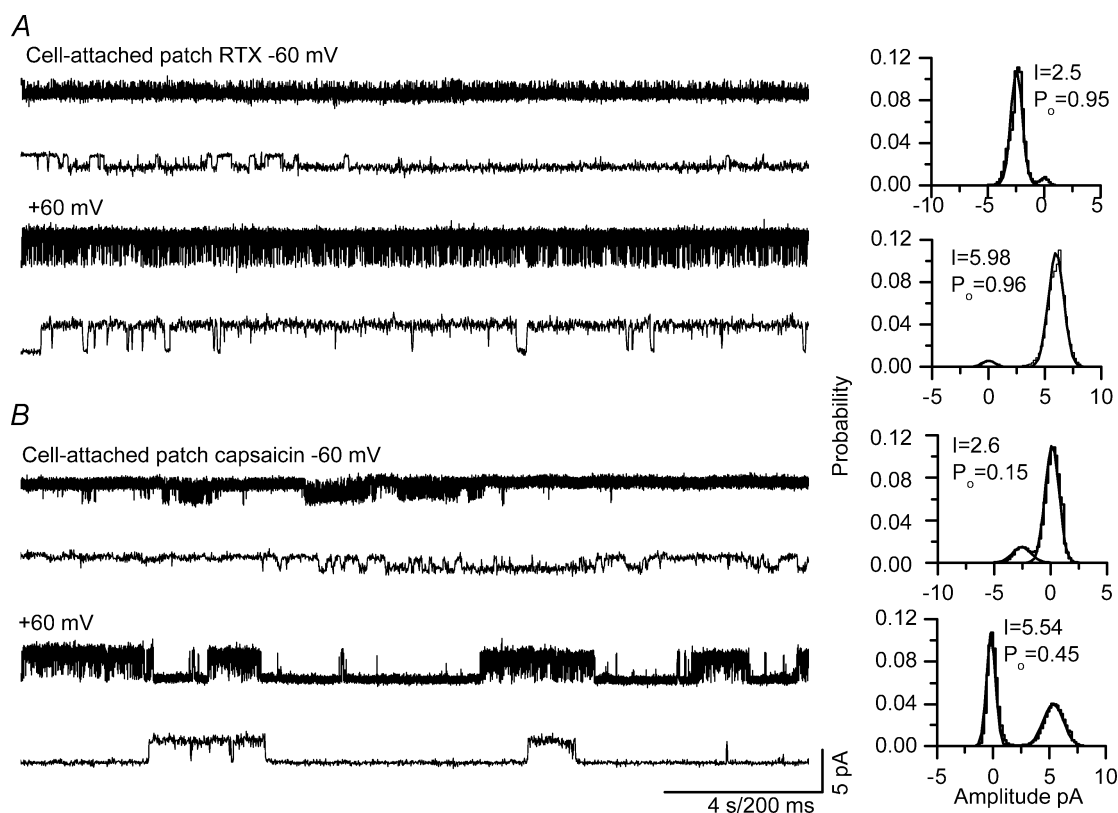 A
Cell-attached patch RTX -60 mV
0.12
0.08
0.04
0.00
I=2.5
Po=0.95
-10 -5 0 5
+60 mV
0.12
0.08
0.04
0.00
I=5.98
Po=0.96
-5 0 5 10
B
Cell-attached patch capsaicin -60 mV
Probability
0.12
0.08
0.04
0.00
I=2.6
Po=0.15
-10 -5 0 5
+60 mV
0.12
0.08
0.04
0.00
I=5.54
Po=0.45
-5 0 5 10
Amplitude pA
5 pA
4 s/200 ms